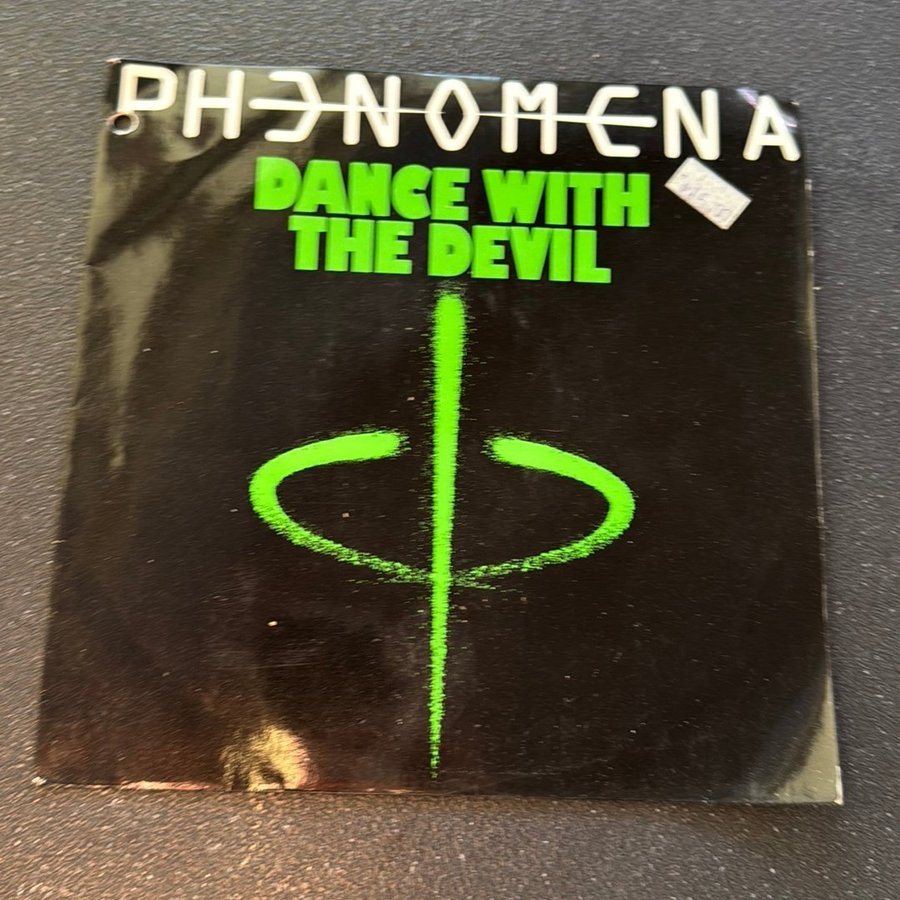 PHENOMENA
DANCE WITH
THE DEVIL